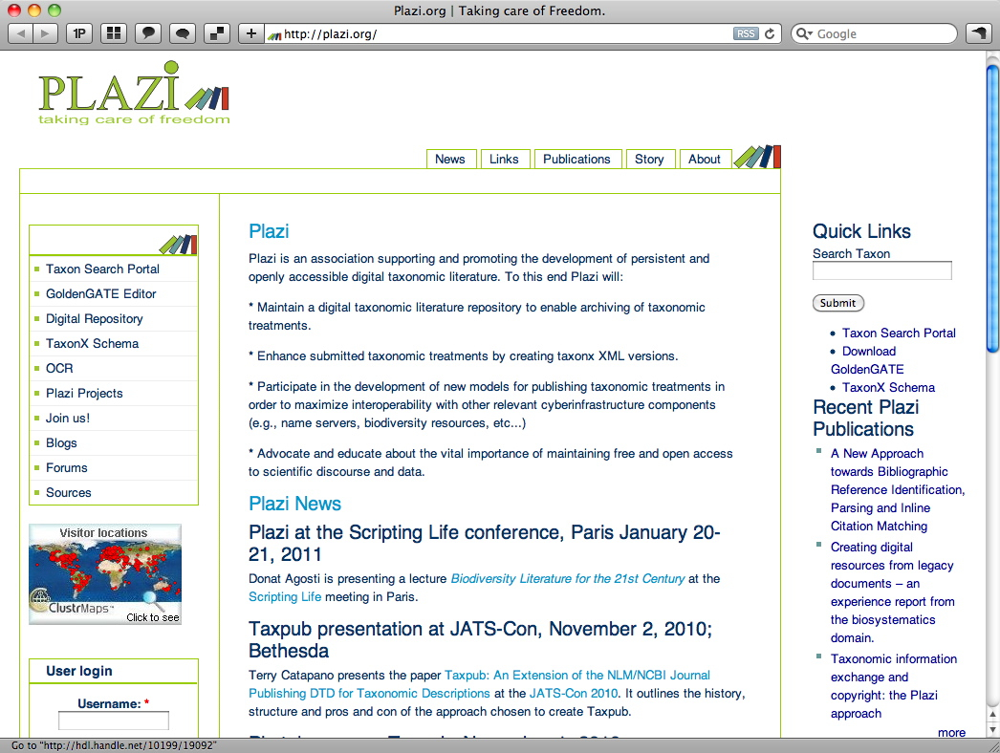 Plazi.org | Taking care of Freedom.
1P
http://plazi.org/
RSS
Google
PLAZi
taking care of freedom
News
Links
Publications
Story
About
Taxon Search Portal
GoldenGATE Editor
Digital Repository
TaxonX Schema
OCR
Plazi Projects
Join us!
Blogs
Forums
Sources
Visitor locations
ClustrMaps™
Click to see
User login
Username: *
Plazi
Plazi is an association supporting and promoting the development of persistent and
openly accessible digital taxonomic literature. To this end Plazi will:
* Maintain a digital taxonomic literature repository to enable archiving of taxonomic
treatments.
* Enhance submitted taxonomic treatments by creating taxonx XML versions.
* Participate in the development of new models for publishing taxonomic treatments in
order to maximize interoperability with other relevant cyberinfrastructure components
(e.g., name servers, biodiversity resources, etc...)
* Advocate and educate about the vital importance of maintaining free and open access
to scientific discourse and data.
Plazi News
Plazi at the Scripting Life conference, Paris January 20-
21, 2011
Donat Agosti is presenting a lecture Biodiversity Literature for the 21st Century at the
Scripting Life meeting in Paris.
Taxpub presentation at JATS-Con, November 2, 2010;
Bethesda
Terry Catapano presents the paper Taxpub: An Extension of the NLM/NCBI Journal
Publishing DTD for Taxonomic Descriptions at the JATS-Con 2010. It outlines the history,
structure and pros and con of the approach chosen to create Taxpub.
Quick Links
Search Taxon
Submit
• Taxon Search Portal
• Download
GoldenGATE
• TaxonX Schema
Recent Plazi
Publications
A New Approach
towards Bibliographic
Reference Identification,
Parsing and Inline
Citation Matching
Creating digital
resources from legacy
documents – an
experience report from
the biosystematics
domain.
Taxonomic information
exchange and
copyright: the Plazi
approach
more
Go to "http://hdl.handle.net/10199/19092"